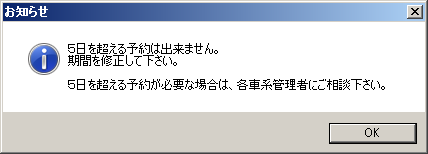 お知らせ
5日を超える予約は出来ません。
期間を修正して下さい。
5日を超える予約が必要な場合は、各車系管理者にご相談下さい。
OK